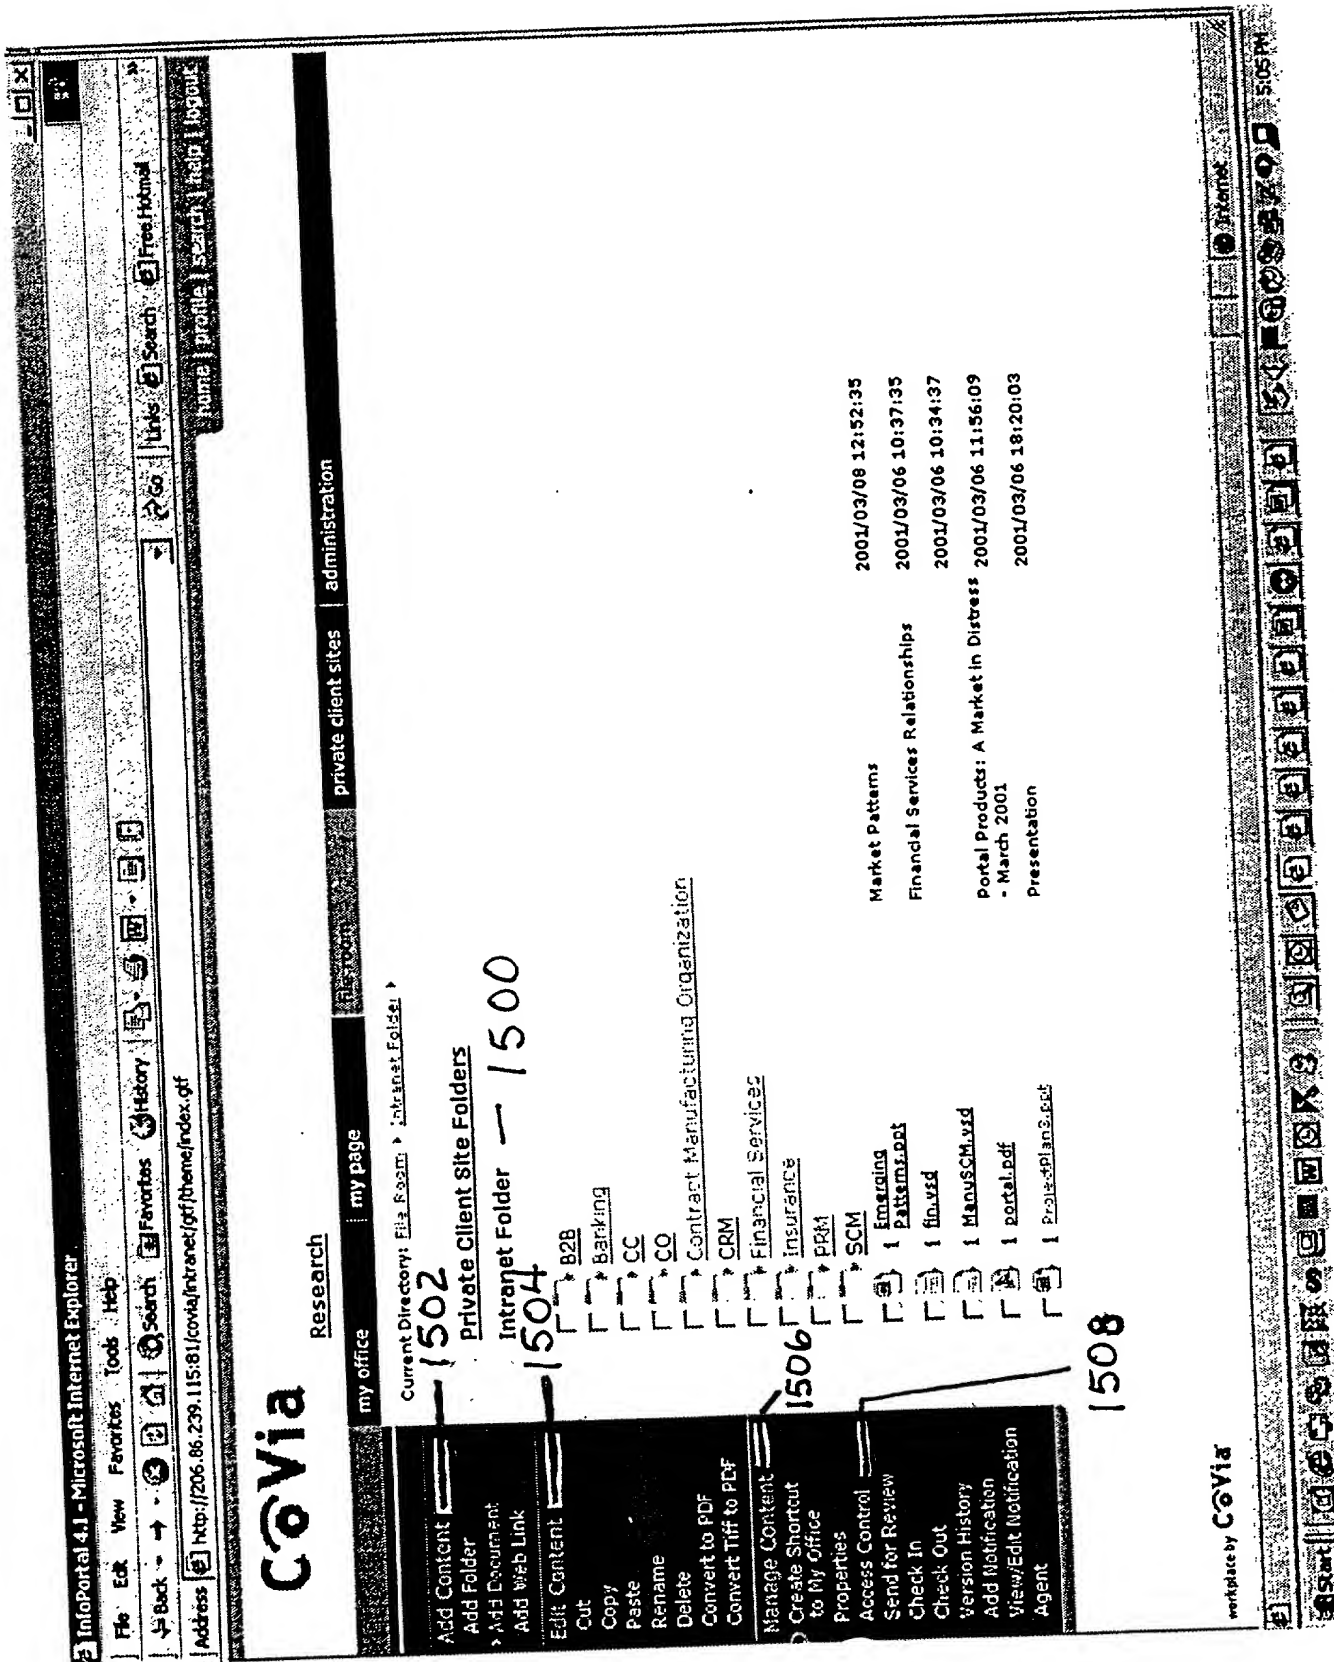 InfoPortal 4.1 - Microsoft Internet Explorer
File Edit View Favorites Tools Help
Back Search Favorites History
Address http://206.86.239.115:81/covia/intranet/gtf/theme/index.gtf Go Links Search Free Hotmail
home | profile | search | help | logout
CoVia
Research
my office my page file room private client sites administration
Current Directory: File Room Intranet Folder
1502
Private Client Site Folders
Intranet Folder — 1500
1504
B2B
Banking
CC
CO
Contract Manufacturing Organization
CRM
Financial Services
Insurance
PRM
SCM
1 Emerging Patterns.ppt Market Patterns 2001/03/08 12:52:35
1 fin.vsd Financial Services Relationships 2001/03/06 10:37:35
1 ManuSCM.vsd 2001/03/06 10:34:37
1 portal.pdf Portal Products: A Market in Distress 2001/03/06 11:56:09
- March 2001
1 ProjectPlan3.ppt Presentation 2001/03/06 18:20:03
Add Content
Add Folder
Add Document
Add Web Link
Edit Content
Cut
Copy
Paste
Rename
Delete
Convert to PDF
Convert Tiff to PDF
Manage Content
1506
Create Shortcut
to My Office
Properties
Access Control
1508
Send for Review
Check In
Check Out
Version History
Add Notification
View/Edit Notification
Agent
workplace by CoVia
Internet
Start 5:05 PM